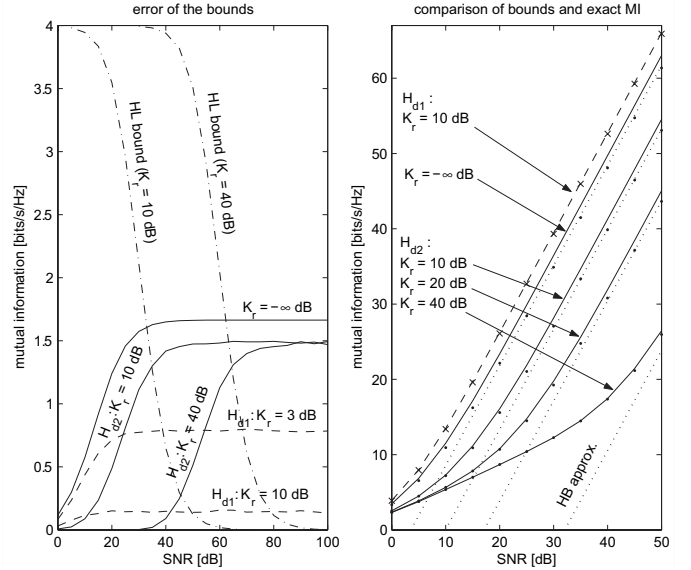 error of the bounds
mutual information [bits/s/Hz]
4
3.5
3
2.5
2
1.5
1
0.5
0
HL bound (K_r = 10 dB)
HL bound (K_r = 40 dB)
K_r = −∞ dB
H_d2: K_r = 10 dB
H_d2: K_r = 40 dB
H_d1: K_r = 3 dB
H_d1: K_r = 10 dB
0 20 40 60 80 100
SNR [dB]
comparison of bounds and exact MI
mutual information [bits/s/Hz]
60
50
40
30
20
10
0
H_d1 :
K_r = 10 dB
K_r = −∞ dB
H_d2 :
K_r = 10 dB
K_r = 20 dB
K_r = 40 dB
HB approx.
0 10 20 30 40 50
SNR [dB]